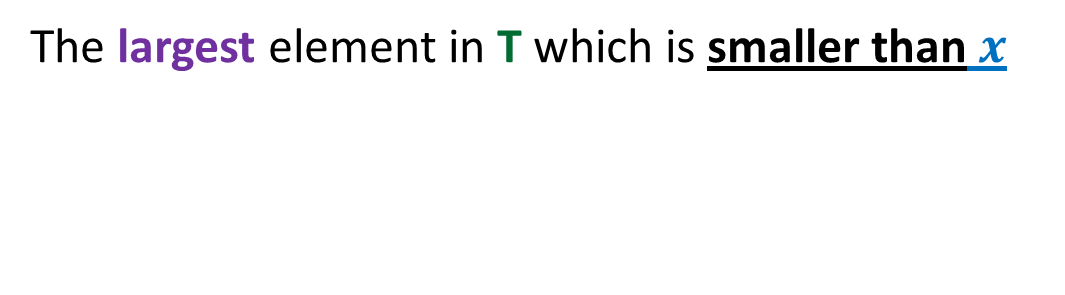 The largest element in T which is smaller than x